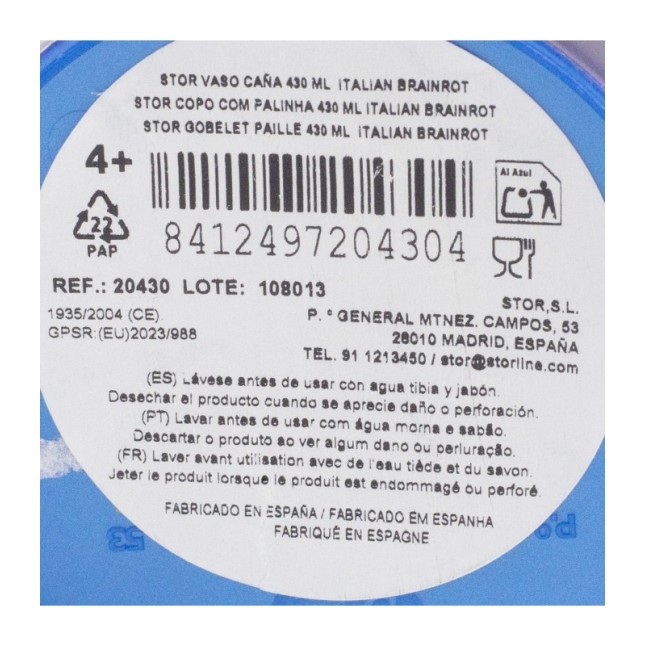 STOR VASO CAÑA 430 ML ITALIAN BRAINROT
STOR COPO COM PALINHA 430 ML ITALIAN BRAINROT
STOR GOBELET PAILLE 430 ML ITALIAN BRAINROT
4+
Al Azul
22
PAP
8412497204304
REF.: 20430 LOTE: 108013
1935/2004 (CE)
GPSR:(EU)2023/988
STOR,S.L.
P. º GENERAL MTNEZ. CAMPOS, 53
28010 MADRID, ESPAÑA
TEL. 91 1213450 / stor@storline.com
(ES) Lávese antes de usar con agua tibia y jabón.
Desechar el producto cuando se aprecie daño o perforación.
(PT) Lavar antes de usar com água morna e sabão.
Descartar o produto ao ver algum dano ou perfuração.
(FR) Laver avant utilisation avec de l'eau tiède et du savon.
Jeter le produit lorsque le produit est endommagé ou perforé.
FABRICADO EN ESPAÑA / FABRICADO EM ESPANHA
FABRIQUÉ EN ESPAGNE
53
P.º